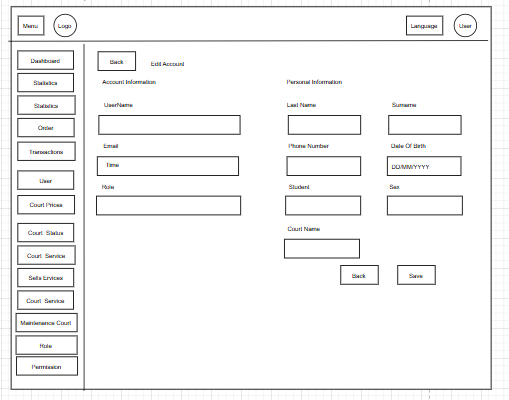 Menu
Logo
Language
User
Dashboard
Statistics
Statistics
Order
Transactions
User
Court Prices
Court Status
Court Service
Sells Ervices
Court Service
Maintenance Court
Role
Permission
Back
Edit Account
Account Information
Personal Information
UserName
Last Name
Surname
Email
Phone Number
Date Of Birth
Time
DD/MM/YYYY
Role
Student
Sex
Court Name
Back
Save